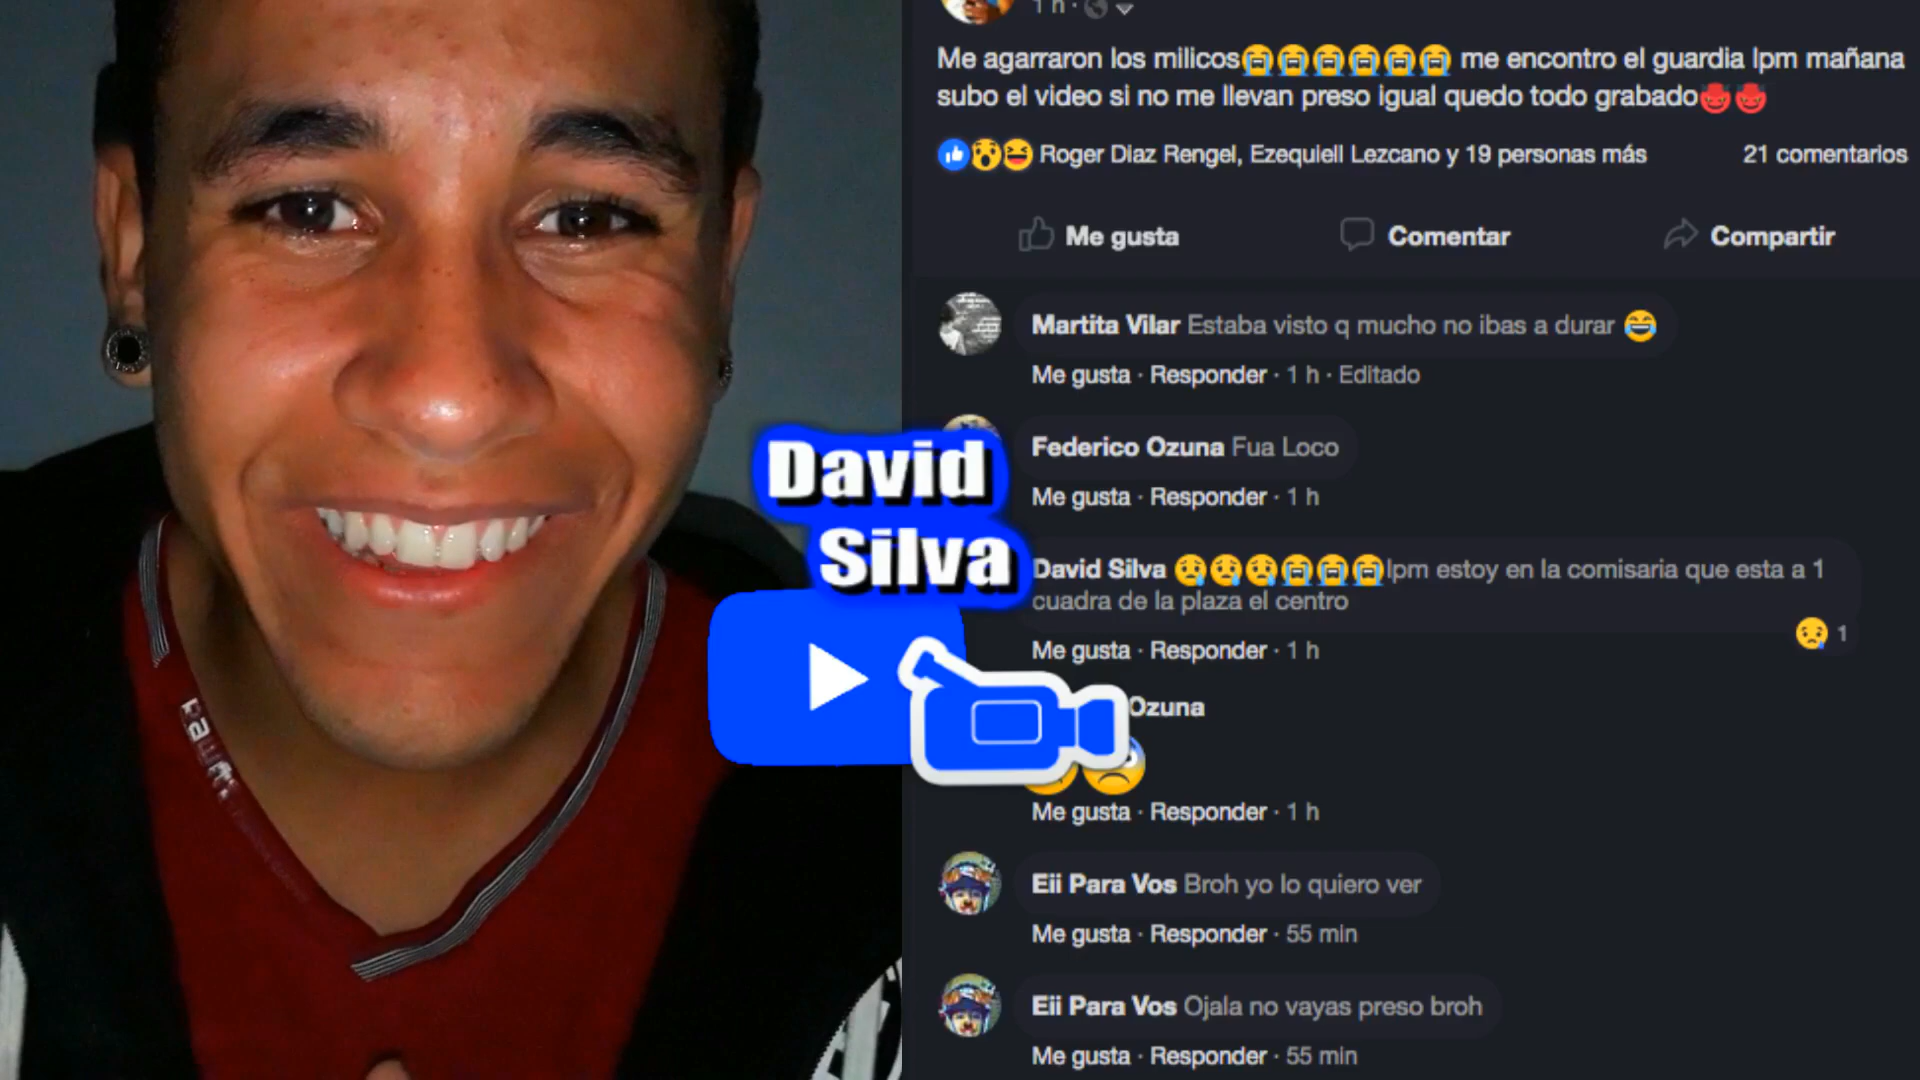 1 h ·
Me agarraron los milicos😭😭😭😭😭😭 me encontro el guardia lpm mañana
subo el video si no me llevan preso igual quedo todo grabado😈😈
Roger Diaz Rengel, Ezequiell Lezcano y 19 personas más 21 comentarios
Me gusta Comentar Compartir
Martita Vilar Estaba visto q mucho no ibas a durar 😂
Me gusta · Responder · 1 h · Editado
Federico Ozuna Fua Loco
Me gusta · Responder · 1 h
David
Silva
David Silva 😢😢😢😭😭😭lpm estoy en la comisaria que esta a 1
cuadra de la plaza el centro
😢 1
Me gusta · Responder · 1 h
Ozuna
Me gusta · Responder · 1 h
Eii Para Vos Broh yo lo quiero ver
Me gusta · Responder · 55 min
Eii Para Vos Ojala no vayas preso broh
Me gusta · Responder · 55 min